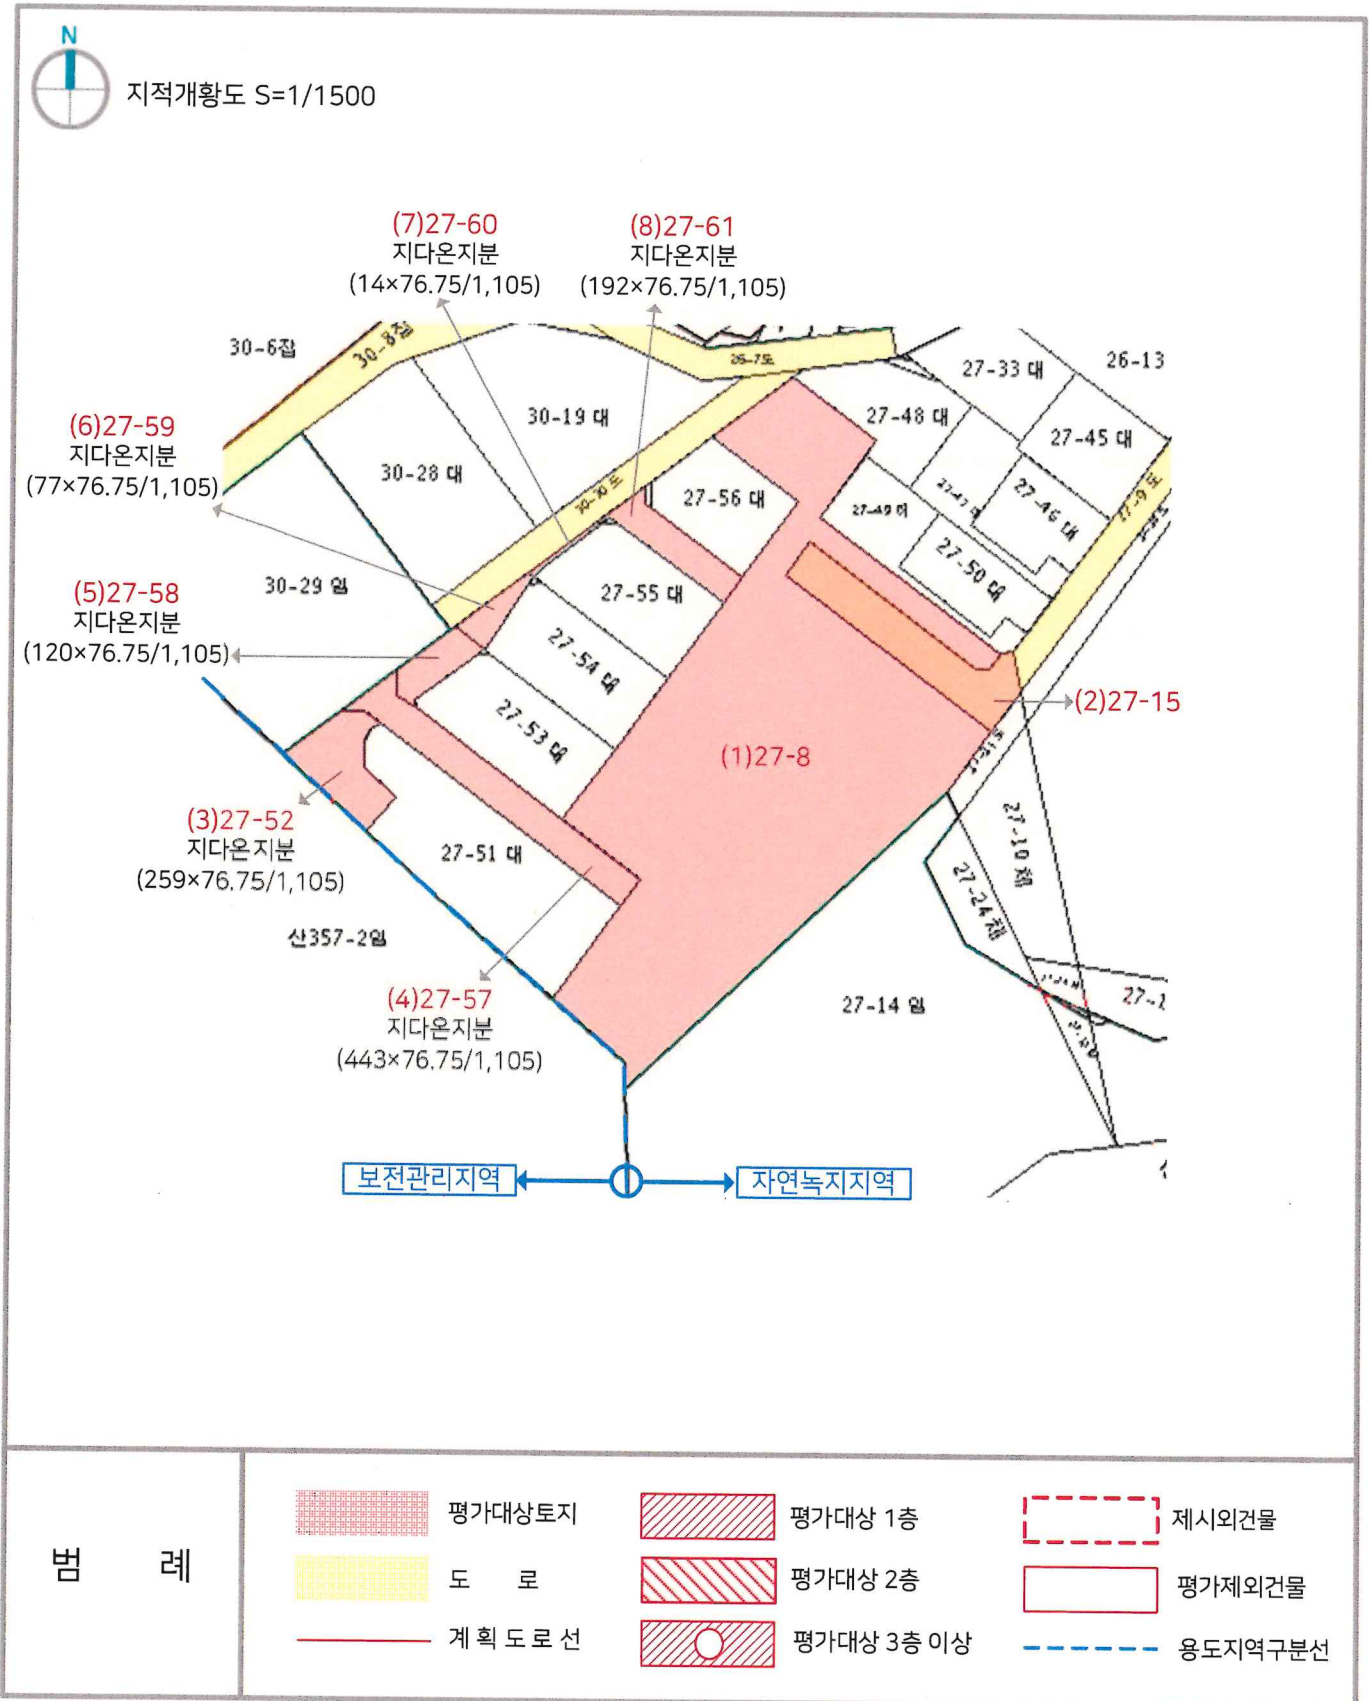 N
지적개황도 S=1/1500
(7)27-60
지다온지분
(14×76.75/1,105)
(8)27-61
지다온지분
(192×76.75/1,105)
30-6잡
30-8잡
26-7도
27-33 대
26-13
(6)27-59
지다온지분
(77×76.75/1,105)
30-19 대
27-48 대
27-45 대
30-28 대
30-30 도
27-56 대
27-49 대
27-47
27-46 대
27-9 도
(5)27-58
지다온지분
(120×76.75/1,105)
30-29 임
27-55 대
27-50 대
27-54 대
27-53 대
(2)27-15
(1)27-8
(3)27-52
지다온지분
(259×76.75/1,105)
27-51 대
27-10 체
27-24 체
산357-2임
(4)27-57
지다온지분
(443×76.75/1,105)
27-14 임
보전관리지역
자연녹지지역
범 례
평가대상토지
평가대상 1층
제시외건물
도 로
평가대상 2층
평가제외건물
계 획 도 로 선
평가대상 3층 이상
용도지역구분선